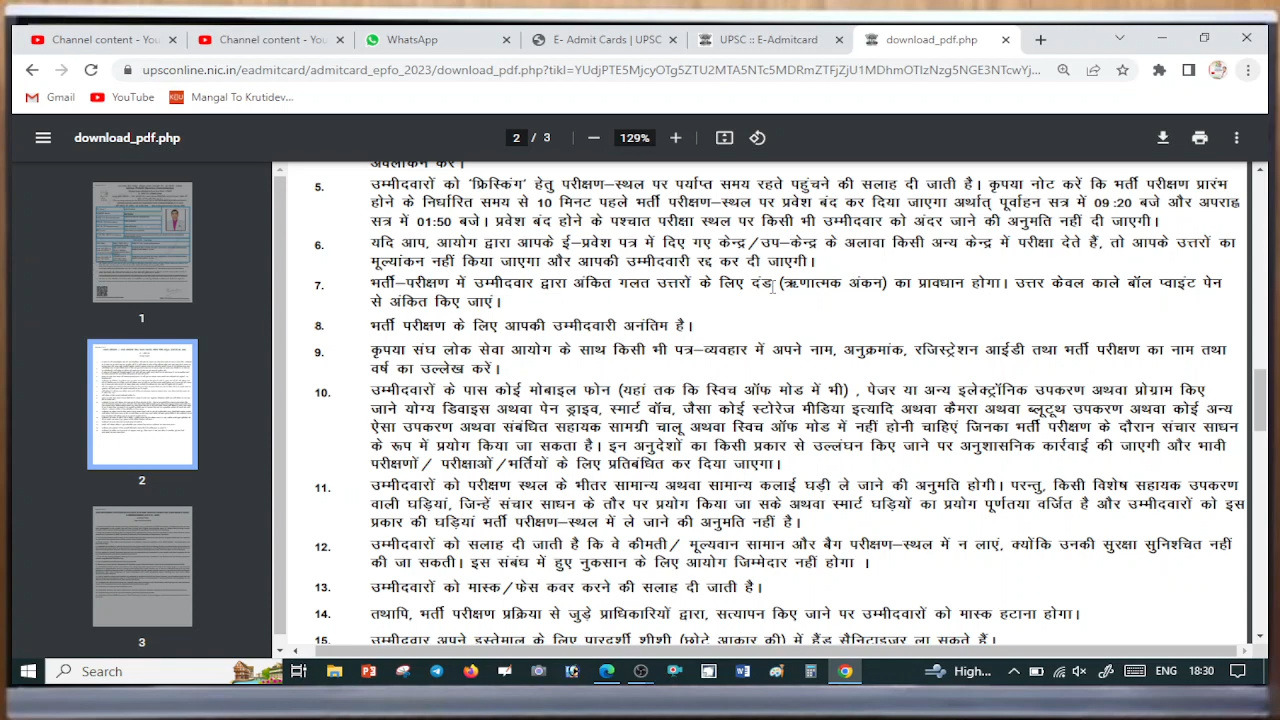 Channel content - You
Channel content - You
WhatsApp
E- Admit Cards | UPSC
UPSC :: E-Admitcard
download_pdf.php
upsconline.nic.in/eadmitcard/admitcard_epfo_2023/download_pdf.php?
Gmail
YouTube
Mangal To Krutidev...
download_pdf.php
2 / 3
129%
1
2
3
अवलोकन करें।
5. उम्मीदवारों को 'फ्रिस्किंग' हेतु परीक्षण–स्थल पर पर्याप्त समय रहते पहुंचने की सलाह दी जाती है। कृपया नोट करें कि भर्ती परीक्षण प्रारंभ
होने के निर्धारित समय से मिनट पहले भर्ती परीक्षण–स्थल पर प्रवेश बंद कर दिया जाएगा अर्थात् पूर्वाहन सत्र में 09:20 बजे और अपराह्न
सत्र में 01:50 बजे। प्रवेश बंद होने के पश्चात परीक्षा स्थल पर किसी भी उम्मीदवार को अंदर जाने की अनुमति नहीं दी जाएगी।
6. यदि आप, आयोग द्वारा आपके ई–प्रवेश पत्र में दिए गए केन्द्र/उप–केन्द्र के अलावा किसी अन्य केन्द्र में परीक्षा देते हैं, तो आपके उत्तरों का
मूल्यांकन नहीं किया जाएगा और आपकी उम्मीदवारी रद्द कर दी जाएगी।
7. भर्ती–परीक्षण में उम्मीदवार द्वारा अंकित गलत उत्तरों के लिए दंड (ऋणात्मक अंकन) का प्रावधान होगा। उत्तर केवल काले बॉल प्वाइंट पेन
से अंकित किए जाएं।
8. भर्ती परीक्षण के लिए आपकी उम्मीदवारी अनंतिम है।
9. कृपया संघ लोक सेवा आयोग के साथ किसी भी पत्र–व्यवहार में अपने नाम, अनुक्रमांक, रजिस्ट्रेशन आईडी तथा भर्ती परीक्षण का नाम तथा
वर्ष का उल्लेख करें।
10. उम्मीदवारों के पास कोई मोबाइल फोन (यहां तक कि स्विच ऑफ मोड में भी) पेजर या अन्य इलेक्ट्रॉनिक उपकरण अथवा प्रोग्राम किए
जाने योग्य डिवाइस अथवा पेनड्राइव, स्मार्ट वॉच, जैसा कोई स्टोरेज मीडिया इत्यादि अथवा कैमरा अथवा ब्लूटूथ उपकरण अथवा कोई अन्य
ऐसा उपकरण अथवा संबंधित सहायक सामग्री चालू अथवा स्विच ऑफ मोड में नहीं होनी चाहिए जिनका भर्ती परीक्षण के दौरान संचार साधन
के रूप में प्रयोग किया जा सकता है। इन अनुदेशों का किसी प्रकार से उल्लंघन किए जाने पर अनुशासनिक कार्रवाई की जाएगी और भावी
परीक्षणों/ परीक्षाओं/भर्तियों के लिए प्रतिबंधित कर दिया जाएगा।
11. उम्मीदवारों को परीक्षण स्थल के भीतर सामान्य अथवा सामान्य कलाई घड़ी ले जाने की अनुमति होगी। परन्तु, किसी विशेष सहायक उपकरण
वाली घड़ियां, जिन्हें संचार साधन के तौर पर प्रयोग किया जा सके अथवा स्मार्ट घड़ियों का प्रयोग पूर्णतया वर्जित है और उम्मीदवारों को इस
प्रकार की घड़ियां भर्ती परीक्षण–स्थल में ले जाने की अनुमति नहीं है।
12. उम्मीदवारों को सलाह दी जाती है कि वे कीमती/ मूल्यवान सामान और बैग परीक्षण–स्थल में न लाएं, क्योंकि उनकी सुरक्षा सुनिश्चित नहीं
की जा सकती। इस संबंध में हुए नुकसान के लिए आयोग जिम्मेदार नहीं होगा ।
13. उम्मीदवारों को मास्क/फेस कवर करने की सलाह दी जाती है।
14. तथापि, भर्ती परीक्षण प्रक्रिया से जुड़े प्राधिकारियों द्वारा, सत्यापन किए जाने पर उम्मीदवारों को मास्क हटाना होगा।
15. उम्मीदवार अपने इस्तेमाल के लिए पारदर्शी शीशी (छोटे आकार की) में हैंड सैनिटाइजर ला सकते हैं।
Search
High...
ENG
18:30